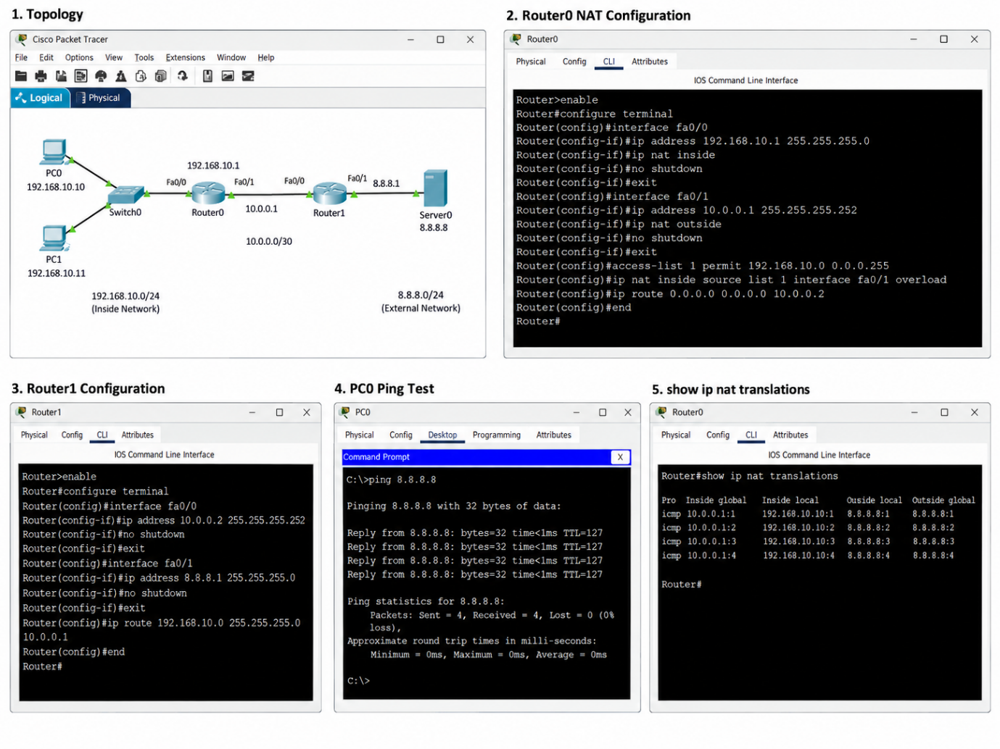 1. Topology
Cisco Packet Tracer
File Edit Options View Tools Extensions Window Help
Logical Physical
PC0
192.168.10.10
PC1
192.168.10.11
Switch0
192.168.10.1
Fa0/0
Fa0/1
Router0
10.0.0.1
10.0.0.0/30
Fa0/0
Fa0/1
Router1
8.8.8.1
Server0
8.8.8.8
192.168.10.0/24
(Inside Network)
8.8.8.0/24
(External Network)
2. Router0 NAT Configuration
Router0
Physical Config CLI Attributes
IOS Command Line Interface
Router>enable
Router#configure terminal
Router(config)#interface fa0/0
Router(config-if)#ip address 192.168.10.1 255.255.255.0
Router(config-if)#ip nat inside
Router(config-if)#no shutdown
Router(config-if)#exit
Router(config)#interface fa0/1
Router(config-if)#ip address 10.0.0.1 255.255.255.252
Router(config-if)#ip nat outside
Router(config-if)#no shutdown
Router(config-if)#exit
Router(config)#access-list 1 permit 192.168.10.0 0.0.0.255
Router(config)#ip nat inside source list 1 interface fa0/1 overload
Router(config)#ip route 0.0.0.0 0.0.0.0 10.0.0.2
Router(config)#end
Router#
3. Router1 Configuration
Router1
Physical Config CLI Attributes
IOS Command Line Interface
Router>enable
Router#configure terminal
Router(config)#interface fa0/0
Router(config-if)#ip address 10.0.0.2 255.255.255.252
Router(config-if)#no shutdown
Router(config-if)#exit
Router(config)#interface fa0/1
Router(config-if)#ip address 8.8.8.1 255.255.255.0
Router(config-if)#no shutdown
Router(config-if)#exit
Router(config)#ip route 192.168.10.0 255.255.255.0
10.0.0.1
Router(config)#end
Router#
4. PC0 Ping Test
PC0
Physical Config Desktop Programming Attributes
Command Prompt X
C:\>ping 8.8.8.8
Pinging 8.8.8.8 with 32 bytes of data:
Reply from 8.8.8.8: bytes=32 time<1ms TTL=127
Reply from 8.8.8.8: bytes=32 time<1ms TTL=127
Reply from 8.8.8.8: bytes=32 time<1ms TTL=127
Reply from 8.8.8.8: bytes=32 time<1ms TTL=127
Ping statistics for 8.8.8.8:
Packets: Sent = 4, Received = 4, Lost = 0 (0%
loss),
Approximate round trip times in milli-seconds:
Minimum = 0ms, Maximum = 0ms, Average = 0ms
C:\>
5. show ip nat translations
Router0
Physical Config CLI Attributes
IOS Command Line Interface
Router#show ip nat translations
Pro Inside global Inside local Ouside local Outside global
icmp 10.0.0.1:1 192.168.10.10:1 8.8.8.8:1 8.8.8.8:1
icmp 10.0.0.1:2 192.168.10.10:2 8.8.8.8:2 8.8.8.8:2
icmp 10.0.0.1:3 192.168.10.10:3 8.8.8.8:3 8.8.8.8:3
icmp 10.0.0.1:4 192.168.10.10:4 8.8.8.8:4 8.8.8.8:4
Router#